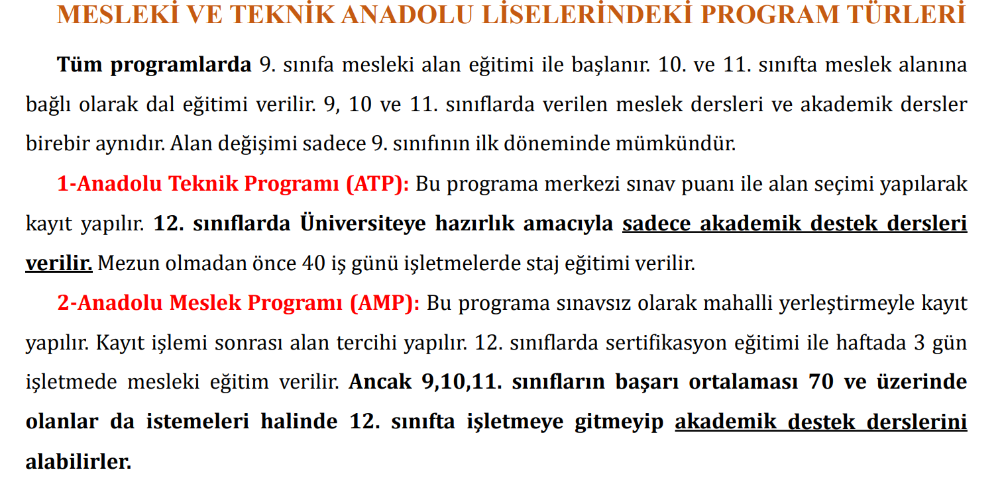 MESLEKİ VE TEKNİK ANADOLU LİSELERİNDEKİ PROGRAM TÜRLERİ
Tüm programlarda 9. sınıfa mesleki alan eğitimi ile başlanır. 10. ve 11. sınıfta meslek alanına
bağlı olarak dal eğitimi verilir. 9, 10 ve 11. sınıflarda verilen meslek dersleri ve akademik dersler
birebir aynıdır. Alan değişimi sadece 9. sınıfının ilk döneminde mümkündür.
1-Anadolu Teknik Programı (ATP): Bu programa merkezi sınav puanı ile alan seçimi yapılarak
kayıt yapılır. 12. sınıflarda Üniversiteye hazırlık amacıyla sadece akademik destek dersleri
verilir. Mezun olmadan önce 40 iş günü işletmelerde staj eğitimi verilir.
2-Anadolu Meslek Programı (AMP): Bu programa sınavsız olarak mahalli yerleştirmeyle kayıt
yapılır. Kayıt işlemi sonrası alan tercihi yapılır. 12. sınıflarda sertifikasyon eğitimi ile haftada 3 gün
işletmede mesleki eğitim verilir. Ancak 9,10,11. sınıfların başarı ortalaması 70 ve üzerinde
olanlar da istemeleri halinde 12. sınıfta işletmeye gitmeyip akademik destek derslerini
alabilirler.